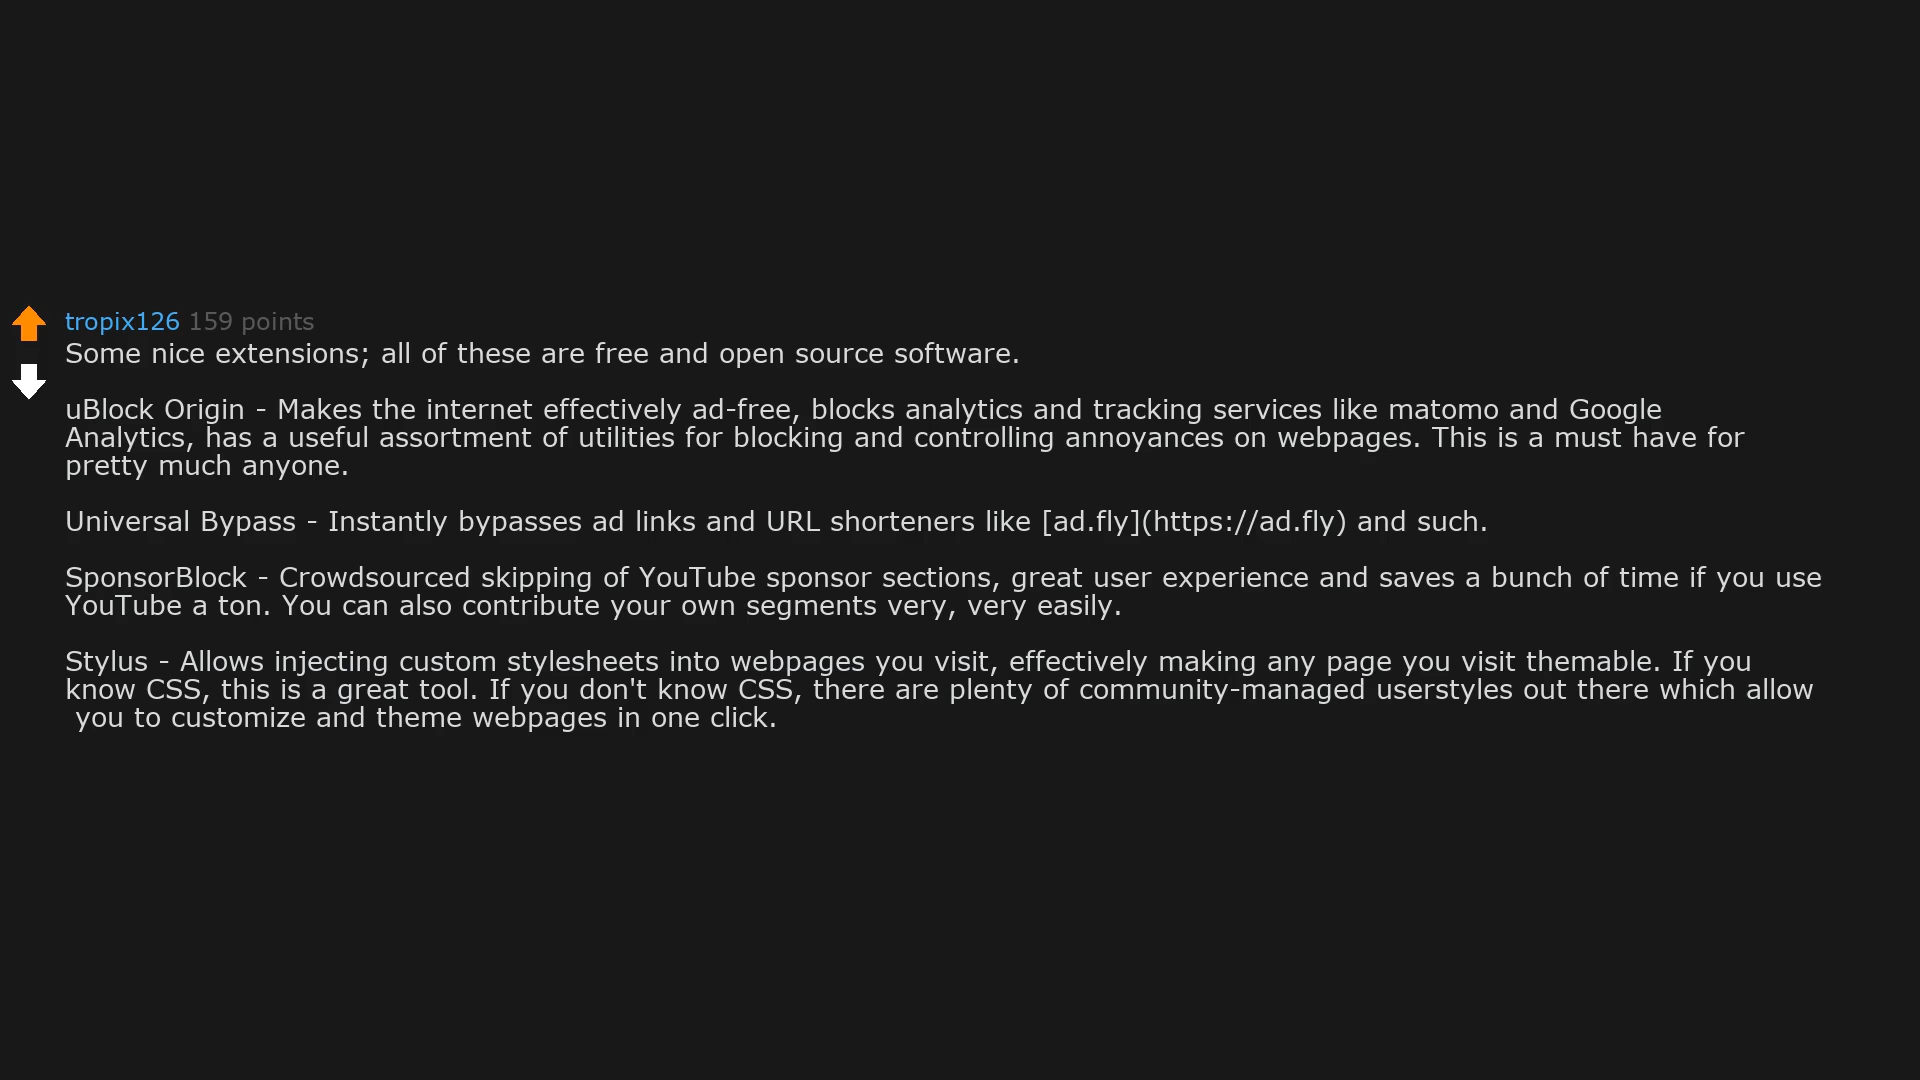 tropix126 159 points
Some nice extensions; all of these are free and open source software.
uBlock Origin - Makes the internet effectively ad-free, blocks analytics and tracking services like matomo and Google
Analytics, has a useful assortment of utilities for blocking and controlling annoyances on webpages. This is a must have for
pretty much anyone.
Universal Bypass - Instantly bypasses ad links and URL shorteners like [ad.fly](https://ad.fly) and such.
SponsorBlock - Crowdsourced skipping of YouTube sponsor sections, great user experience and saves a bunch of time if you use
YouTube a ton. You can also contribute your own segments very, very easily.
Stylus - Allows injecting custom stylesheets into webpages you visit, effectively making any page you visit themable. If you
know CSS, this is a great tool. If you don't know CSS, there are plenty of community-managed userstyles out there which allow
you to customize and theme webpages in one click.